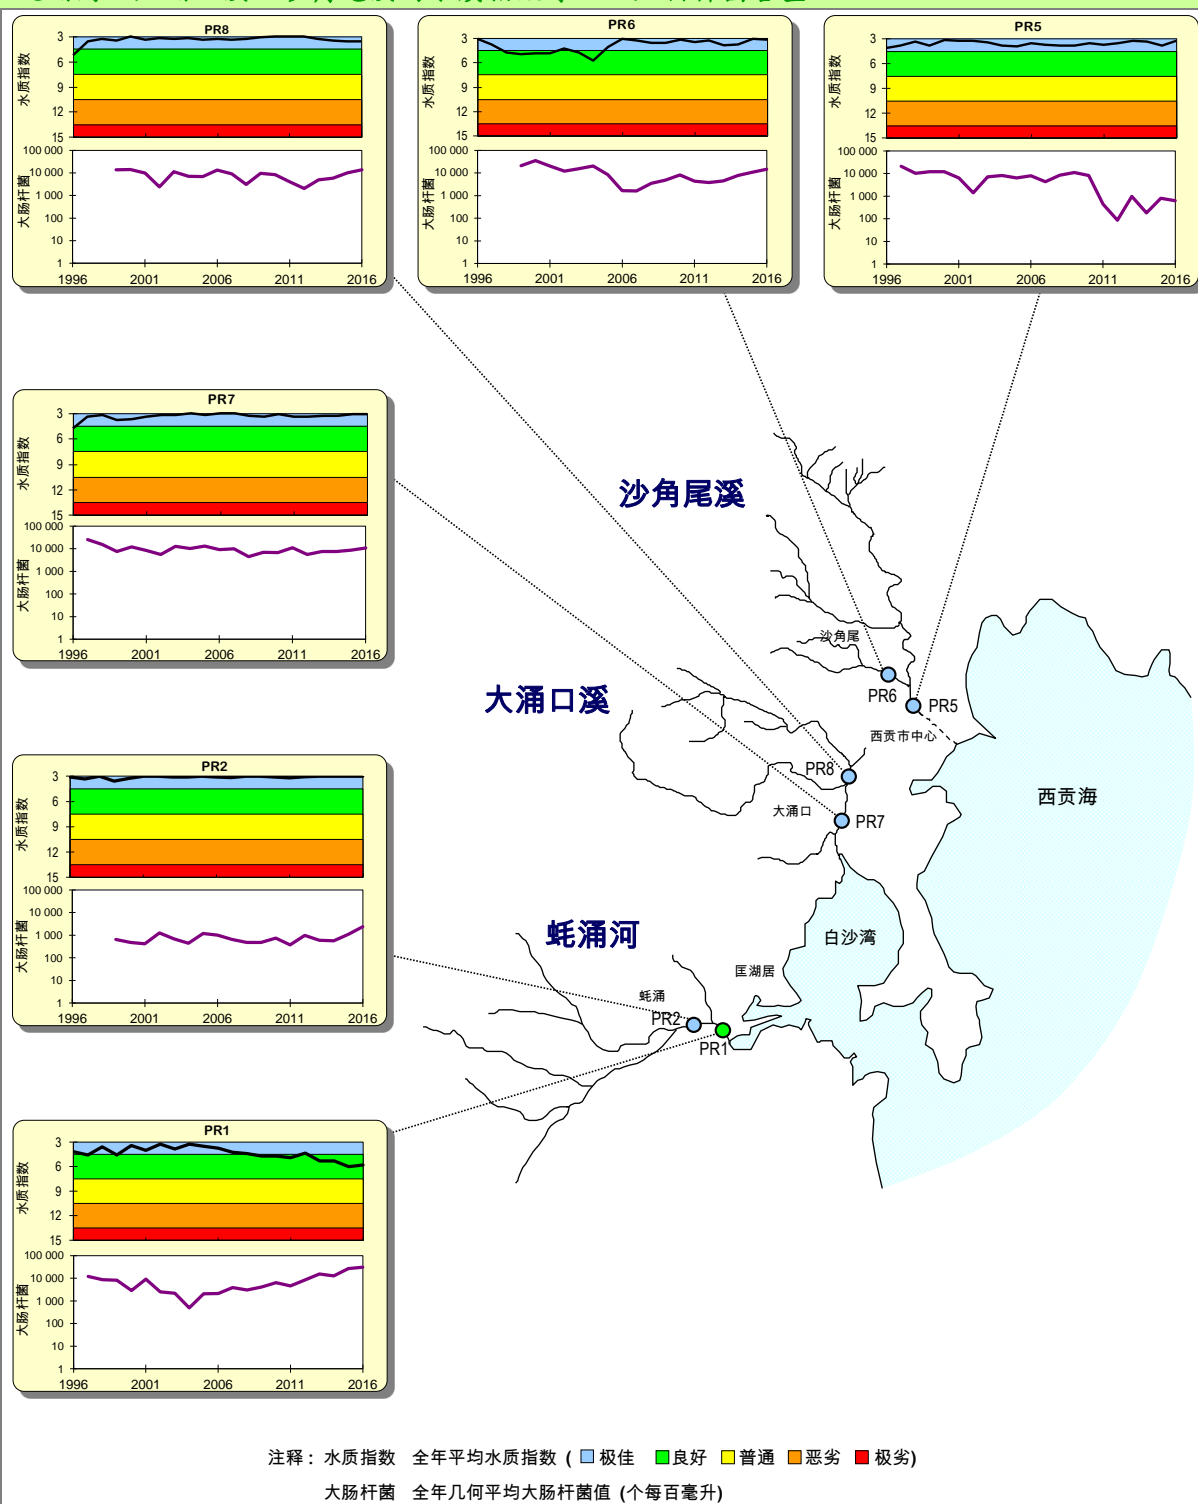 PR8
水质指数
3
6
9
12
15
大肠杆菌
100 000
10 000
1 000
100
10
1
1996 2001 2006 2011 2016
PR6
水质指数
3
6
9
12
15
大肠杆菌
100 000
10 000
1 000
100
10
1
1996 2001 2006 2011 2016
PR5
水质指数
3
6
9
12
15
大肠杆菌
100 000
10 000
1 000
100
10
1
1996 2001 2006 2011 2016
PR7
水质指数
3
6
9
12
15
大肠杆菌
100 000
10 000
1 000
100
10
1
1996 2001 2006 2011 2016
PR2
水质指数
3
6
9
12
15
大肠杆菌
100 000
10 000
1 000
100
10
1
1996 2001 2006 2011 2016
PR1
水质指数
3
6
9
12
15
大肠杆菌
100 000
10 000
1 000
100
10
1
1996 2001 2006 2011 2016
沙角尾溪
沙角尾
PR6
PR5
西贡市中心
大涌口溪
PR8
大涌口
PR7
西贡海
蚝涌河
白沙湾
匡湖居
蚝涌
PR2
PR1
注释: 水质指数 全年平均水质指数 ( 极佳 良好 普通 恶劣 极劣)
大肠杆菌 全年几何平均大肠杆菌值 (个每百毫升)